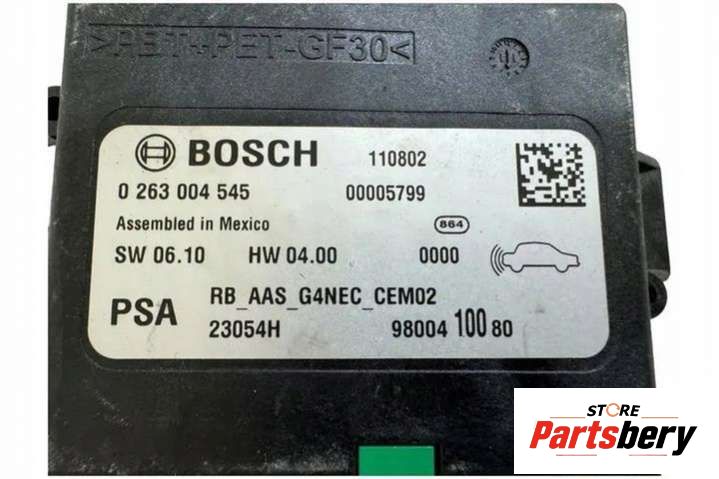 >PBT+PET-GF30<
BOSCH 110802
0 263 004 545 00005799
Assembled in Mexico 864
SW 06.10 HW 04.00 0000
PSA RB_AAS_G4NEC_CEM02
23054H 98004 100 80
STORE
Partsbery